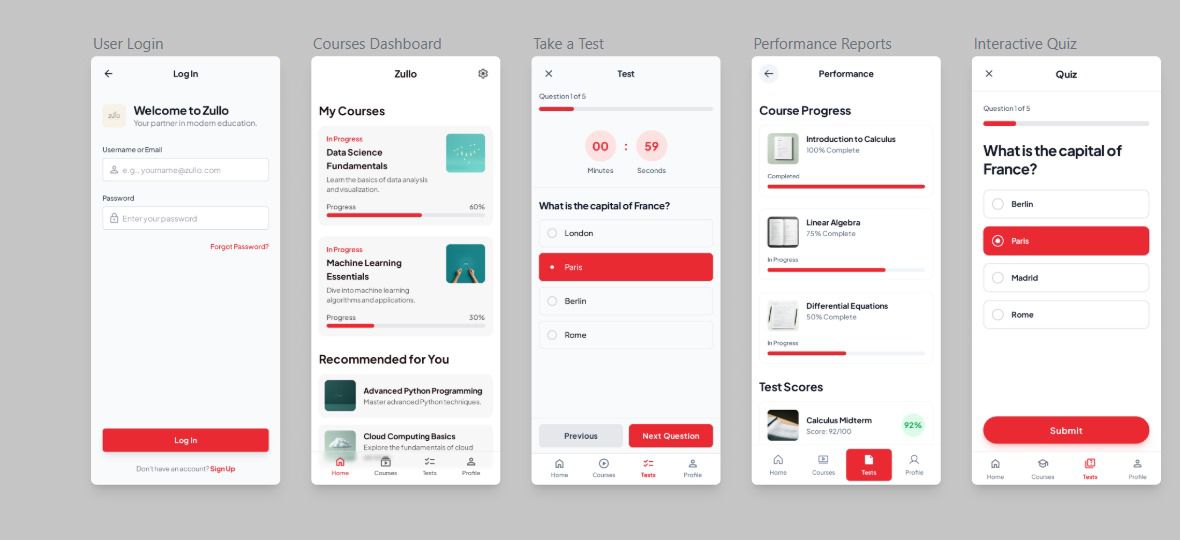 User Login
Log In
zullo
Welcome to Zullo
Your partner in modern education.
Username or Email
e.g., yourname@zullo.com
Password
Enter your password
Forgot Password?
Log In
Don't have an account? Sign Up
Courses Dashboard
Zullo
My Courses
In Progress
Data Science
Fundamentals
Learn the basics of data analysis
and visualization.
Progress 60%
In Progress
Machine Learning
Essentials
Dive into machine learning
algorithms and applications.
Progress 30%
Recommended for You
Advanced Python Programming
Master advanced Python techniques.
Cloud Computing Basics
Explore the fundamentals of cloud
Home Courses Tests Profile
Take a Test
Test
Question 1 of 5
00 : 59
Minutes Seconds
What is the capital of France?
London
Paris
Berlin
Rome
Previous Next Question
Home Courses Tests Profile
Performance Reports
Performance
Course Progress
Introduction to Calculus
100% Complete
Completed
Linear Algebra
75% Complete
In Progress
Differential Equations
50% Complete
In Progress
Test Scores
Calculus Midterm
Score: 92/100
92%
Home Courses Tests Profile
Interactive Quiz
Quiz
Question 1 of 5
What is the capital of
France?
Berlin
Paris
Madrid
Rome
Submit
Home Courses Tests Profile